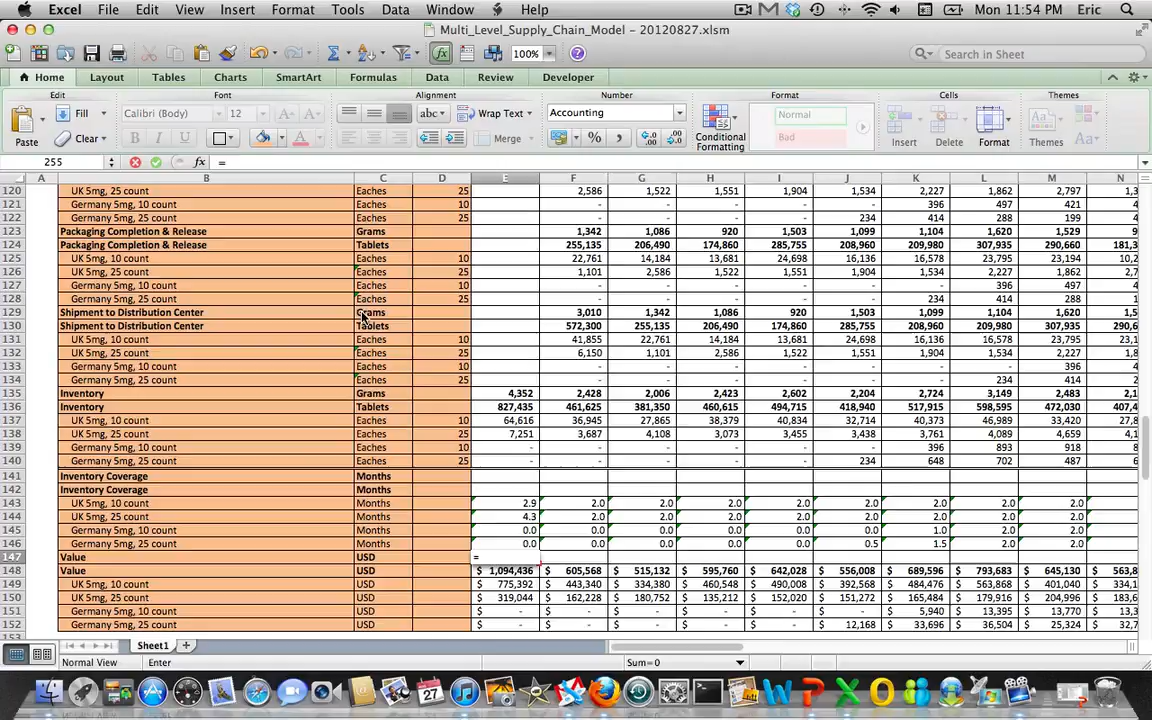 Excel File Edit View Insert Format Tools Data Window Help Mon 11:54 PM Eric
Multi_Level_Supply_Chain_Model - 20120827.xlsm
100% Search in Sheet
Home Layout Tables Charts SmartArt Formulas Data Review Developer
Edit Font Alignment Number Format Cells Themes
Fill Calibri (Body) 12 abc Wrap Text Accounting Normal
Paste Clear B I U Merge % Conditional Formatting Bad Insert Delete Format Themes Aa
255 fx =
A B C D E F G H I J K L M N
120 UK 5mg, 25 count Eaches 25 2,586 1,522 1,551 1,904 1,534 2,227 1,862 2,797 1,3
121 Germany 5mg, 10 count Eaches 10 - - - - - 396 497 421 4
122 Germany 5mg, 25 count Eaches 25 - - - - 234 414 288 199 4
123 Packaging Completion & Release Grams 1,342 1,086 920 1,503 1,099 1,104 1,620 1,529 9
124 Packaging Completion & Release Tablets 255,135 206,490 174,860 285,755 208,960 209,980 307,935 290,660 181,3
125 UK 5mg, 10 count Eaches 10 22,761 14,184 13,681 24,698 16,136 16,578 23,795 23,194 10,2
126 UK 5mg, 25 count Eaches 25 1,101 2,586 1,522 1,551 1,904 1,534 2,227 1,862 2,7
127 Germany 5mg, 10 count Eaches 10 - - - - - - 396 497 4
128 Germany 5mg, 25 count Eaches 25 - - - - - 234 414 288 1
129 Shipment to Distribution Center Grams 3,010 1,342 1,086 920 1,503 1,099 1,104 1,620 1,5
130 Shipment to Distribution Center Tablets 572,300 255,135 206,490 174,860 285,755 208,960 209,980 307,935 290,6
131 UK 5mg, 10 count Eaches 10 41,855 22,761 14,184 13,681 24,698 16,136 16,578 23,795 23,1
132 UK 5mg, 25 count Eaches 25 6,150 1,101 2,586 1,522 1,551 1,904 1,534 2,227 1,8
133 Germany 5mg, 10 count Eaches 10 - - - - - - - 396 4
134 Germany 5mg, 25 count Eaches 25 - - - - - - 234 414 2
135 Inventory Grams 4,352 2,428 2,006 2,423 2,602 2,204 2,724 3,149 2,483 2,1
136 Inventory Tablets 827,435 461,625 381,350 460,615 494,715 418,940 517,915 598,595 472,030 407,4
137 UK 5mg, 10 count Eaches 10 64,616 36,945 27,865 38,379 40,834 37,714 40,373 46,989 33,420 27,8
138 UK 5mg, 25 count Eaches 25 7,251 3,687 4,108 3,073 3,455 3,438 3,761 4,089 4,659 4,1
139 Germany 5mg, 10 count Eaches 10 - - - - - - 396 893 918 8
140 Germany 5mg, 25 count Eaches 25 - - - - - 234 648 702 487 6
141 Inventory Coverage Months
142 Inventory Coverage Months
143 UK 5mg, 10 count Months 2.9 2.0 2.0 2.0 2.0 2.0 2.0 2.0 2.0
144 UK 5mg, 25 count Months 4.3 2.0 2.0 2.0 2.0 2.0 2.0 2.0 2.0
145 Germany 5mg, 10 count Months 0.0 0.0 0.0 0.0 0.0 0.0 1.0 2.0 2.0
146 Germany 5mg, 25 count Months 0.0 0.0 0.0 0.0 0.0 0.5 1.5 2.0 2.0
147 Value USD =
148 Value USD $ 1,094,436 $ 605,568 $ 515,132 $ 595,760 $ 642,028 $ 556,008 $ 689,596 $ 793,683 $ 645,130 $ 563,8
149 UK 5mg, 10 count USD $ 775,392 $ 443,340 $ 334,380 $ 460,548 $ 490,008 $ 392,568 $ 484,476 $ 563,868 $ 401,040 $ 334,1
150 UK 5mg, 25 count USD $ 319,044 $ 162,228 $ 180,752 $ 135,212 $ 152,020 $ 151,272 $ 165,484 $ 179,916 $ 204,996 $ 183,6
151 Germany 5mg, 10 count USD $ - $ - $ - $ - $ - $ - $ 5,940 $ 13,395 $ 13,770 $ 13,3
152 Germany 5mg, 25 count USD $ - $ - $ - $ - $ - $ 12,168 $ 33,696 $ 36,504 $ 25,324 $ 32,7
153
Sheet1
Normal View Enter Sum=0